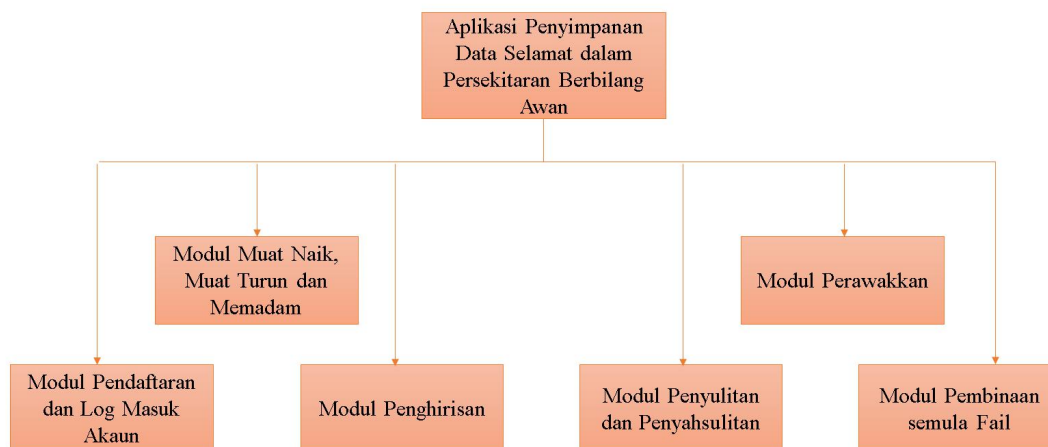 Aplikasi Penyimpanan
Data Selamat dalam
Persekitaran Berbilang
Awan
Modul Muat Naik,
Muat Turun dan
Memadam
Modul Perawakkan
Modul Pendaftaran
dan Log Masuk
Akaun
Modul Penghirisan
Modul Penyulitan
dan Penyahsulitan
Modul Pembinaan
semula Fail